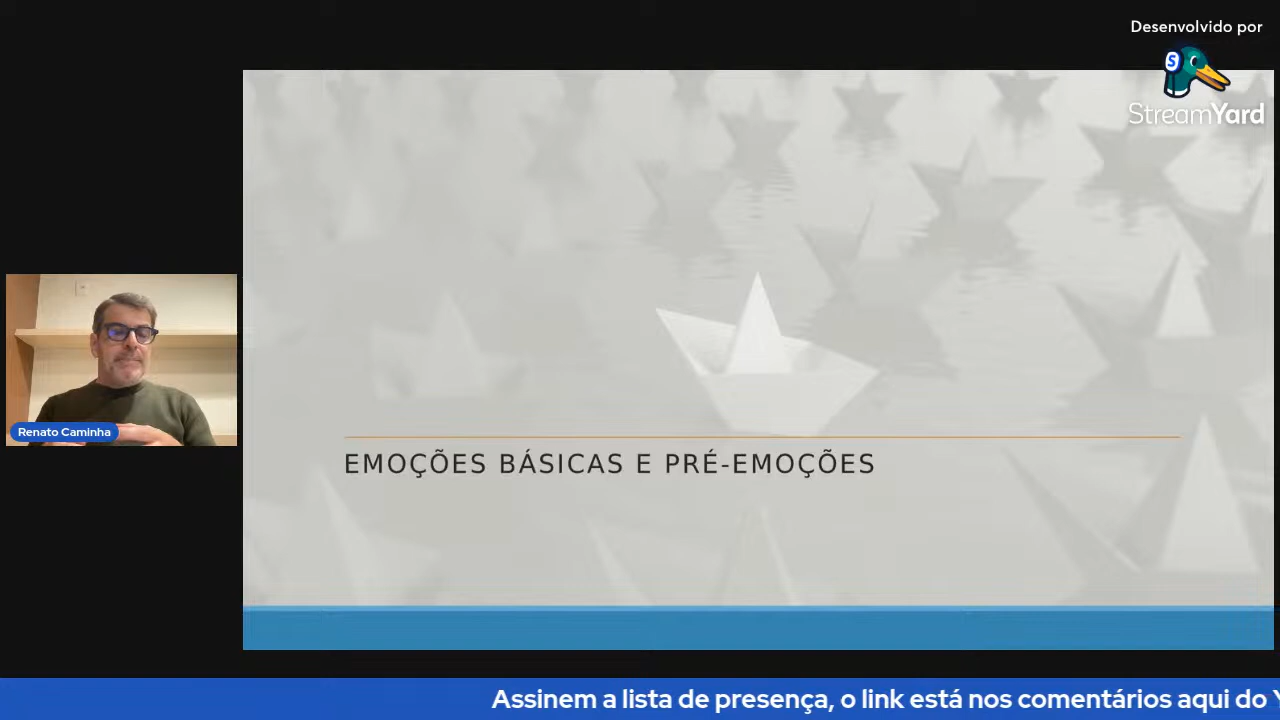 Desenvolvido por
StreamYard
EMOÇÕES BÁSICAS E PRÉ-EMOÇÕES
Renato Caminha
Assinem a lista de presença, o link está nos comentários aqui do